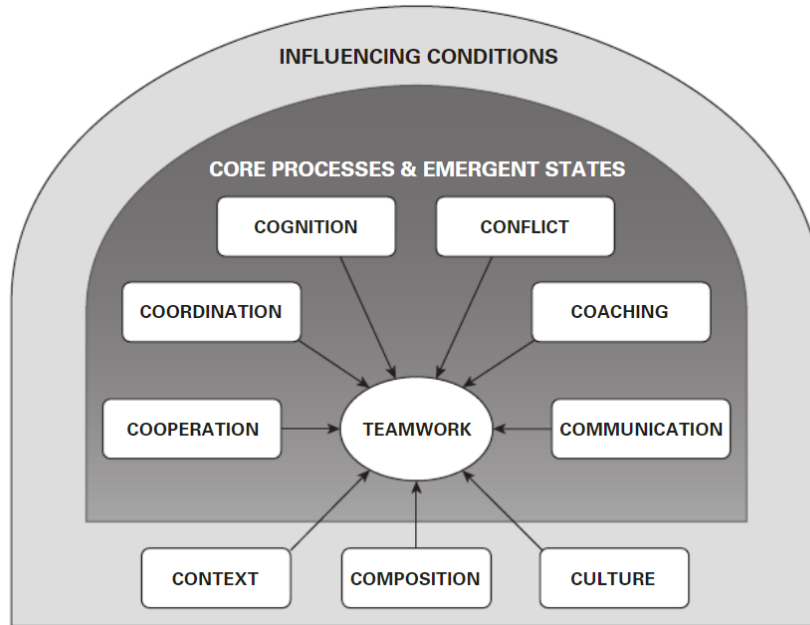 INFLUENCING CONDITIONS
CORE PROCESSES & EMERGENT STATES
COGNITION
CONFLICT
COORDINATION
COACHING
COOPERATION
TEAMWORK
COMMUNICATION
CONTEXT
COMPOSITION
CULTURE